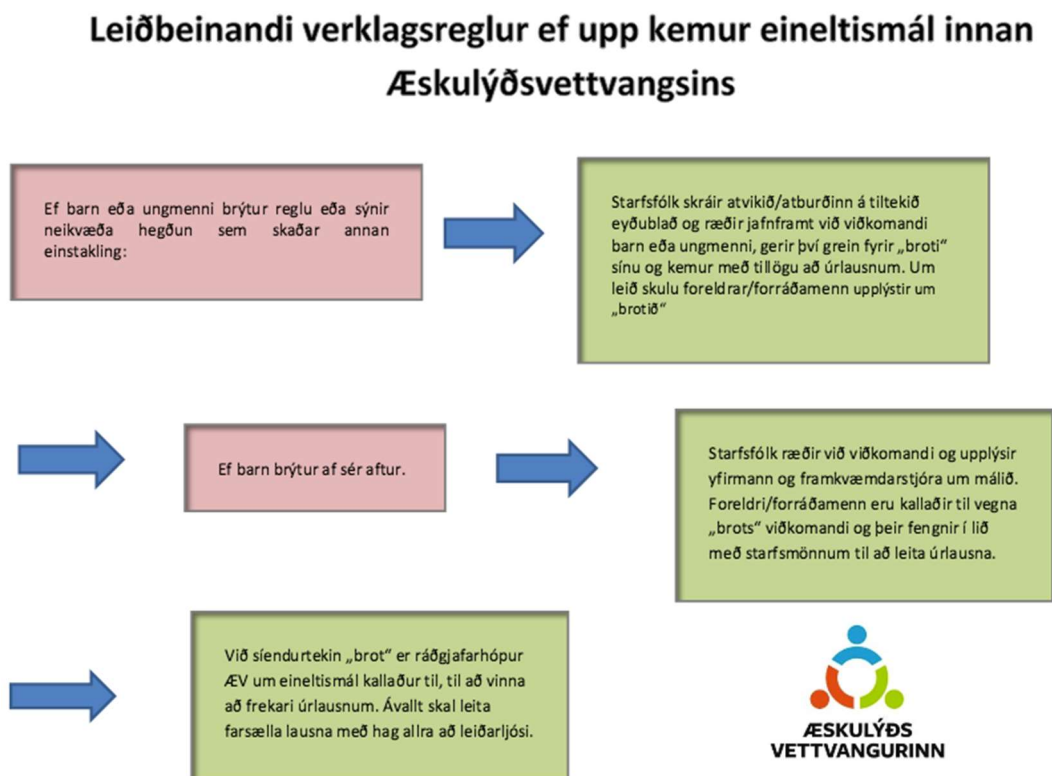 Leiðbeinandi verklagsreglur ef upp kemur eineltismál innan
Æskulýðsvettvangsins
Ef barn eða ungmenni brýtur reglu eða sýnir
neikvæða hegðun sem skaðar annan
einstakling:
Starfsfólk skráir atvikið/atburðinn á tiltekið
eyðublað og ræðir jafnframt við viðkomandi
barn eða ungmenni, gerir því grein fyrir „broti“
sínu og kemur með tillögu að úrlausnum. Um
leið skulu foreldrar/forráðamenn upplýstir um
„brotið“
Ef barn brýtur af sér aftur.
Starfsfólk ræðir við viðkomandi og upplýsir
yfirmann og framkvæmdarstjóra um málið.
Foreldri/forráðamenn eru kallaðir til vegna
„brots“ viðkomandi og þeir fengnir í lið
með starfsmönnum til að leita úrlausna.
Við síendurtekin „brot“ er ráðgjafarhópur
ÆV um eineltismál kallaður til, til að vinna
að frekari úrlausnum. Ávallt skal leita
farsælla lausna með hag allra að leiðarljósi.
ÆSKULÝÐS
VETTVANGURINN